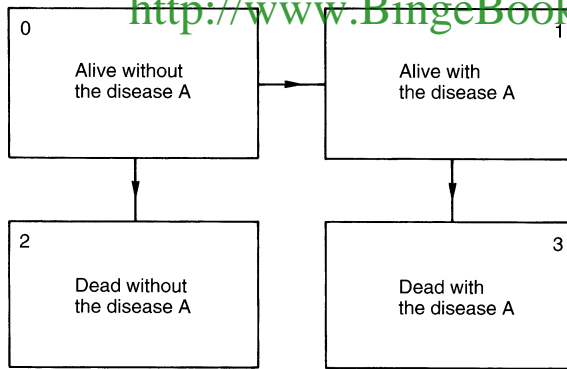 http://www.BingeBook
0
Alive without
the disease A
1
Alive with
the disease A
2
Dead without
the disease A
3
Dead with
the disease A